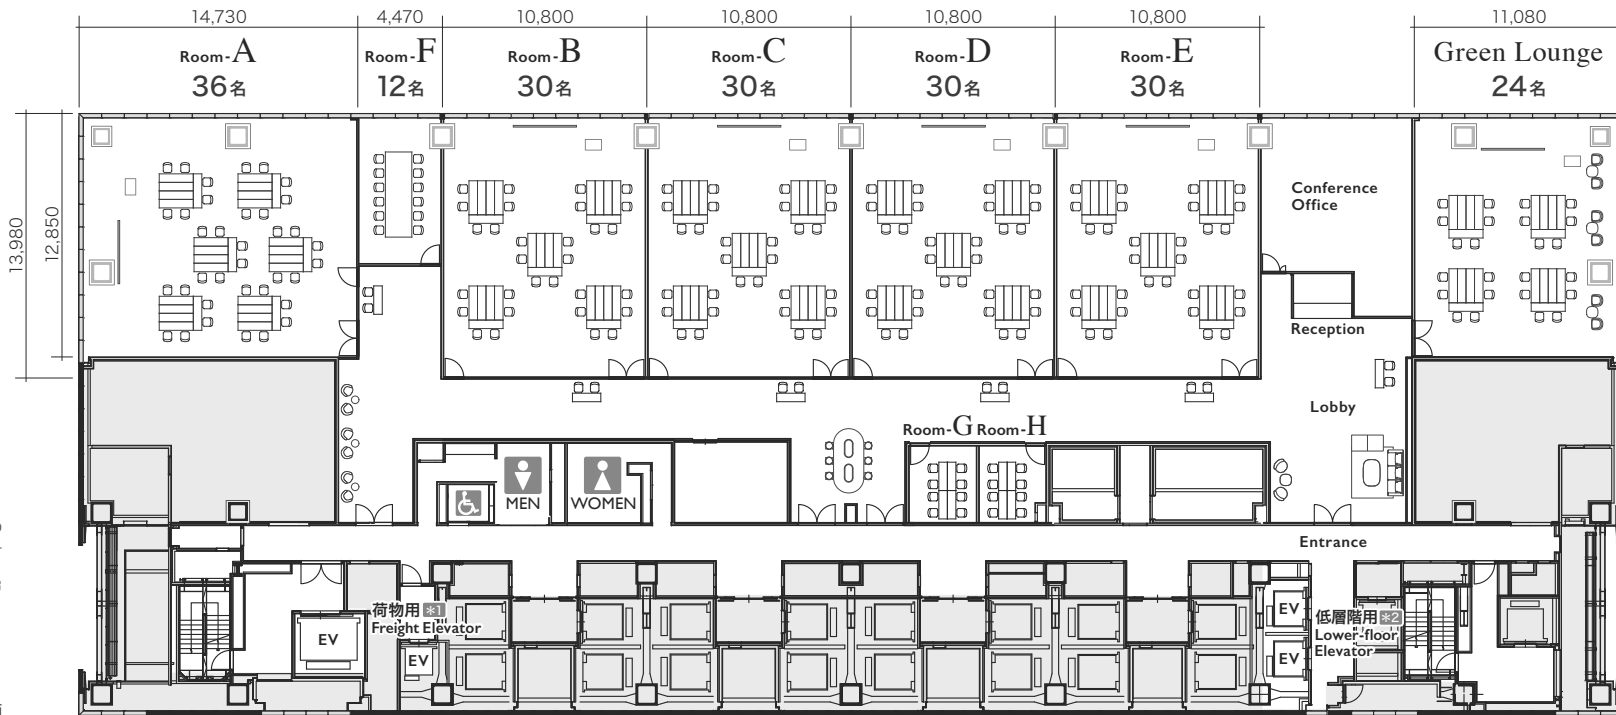 14,730
4,470
10,800
10,800
10,800
10,800
11,080
Room-A
36名
Room-F
12名
Room-B
30名
Room-C
30名
Room-D
30名
Room-E
30名
Green Lounge
24名
13,980
12,850
Conference
Office
Reception
Lobby
Room-G
Room-H
MEN
WOMEN
Entrance
荷物用 ※1
Freight Elevator
EV
EV
EV
EV
低層階用 ※2
Lower-floor
Elevator